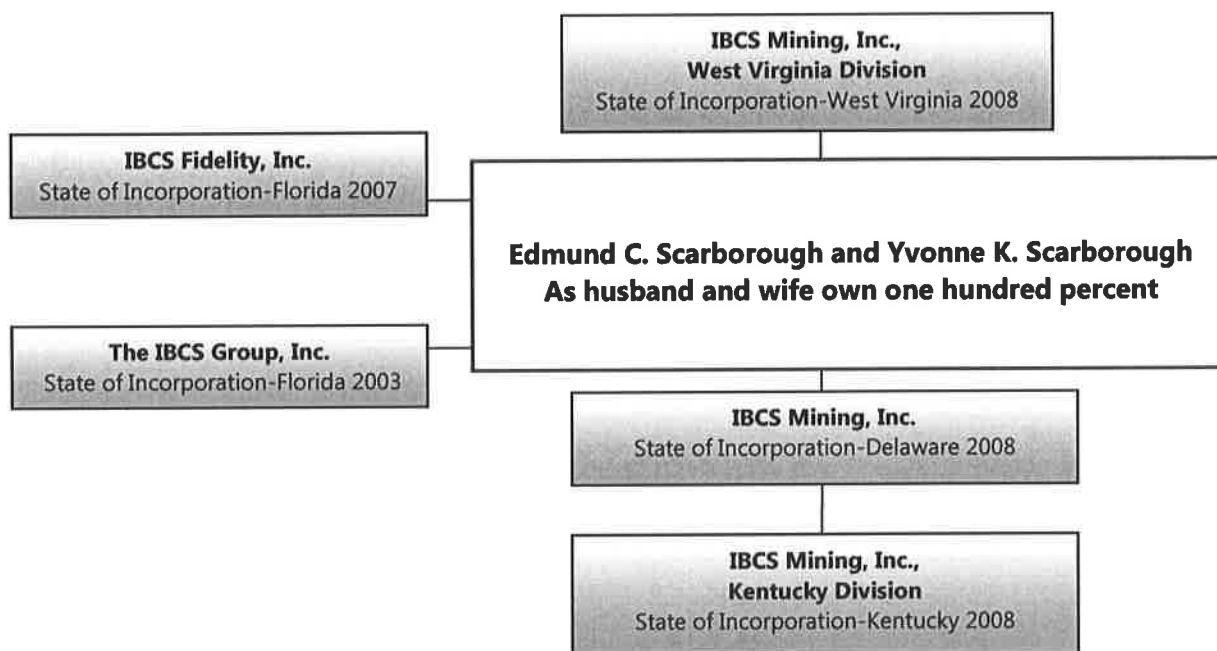 IBCS Mining, Inc.,
West Virginia Division
State of Incorporation-West Virginia 2008
IBCS Fidelity, Inc.
State of Incorporation-Florida 2007
Edmund C. Scarborough and Yvonne K. Scarborough
As husband and wife own one hundred percent
The IBCS Group, Inc.
State of Incorporation-Florida 2003
IBCS Mining, Inc.
State of Incorporation-Delaware 2008
IBCS Mining, Inc.,
Kentucky Division
State of Incorporation-Kentucky 2008